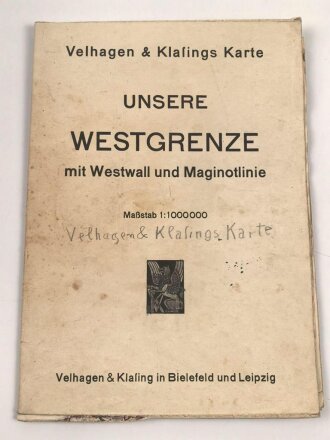 Velhagen & Klaſings Karte
UNSERE
WESTGRENZE
mit Westwall und Maginotlinie
Maßstab 1:1000000
Velhagen & Klaſings Karte
Velhagen & Klaſing in Bielefeld und Leipzig